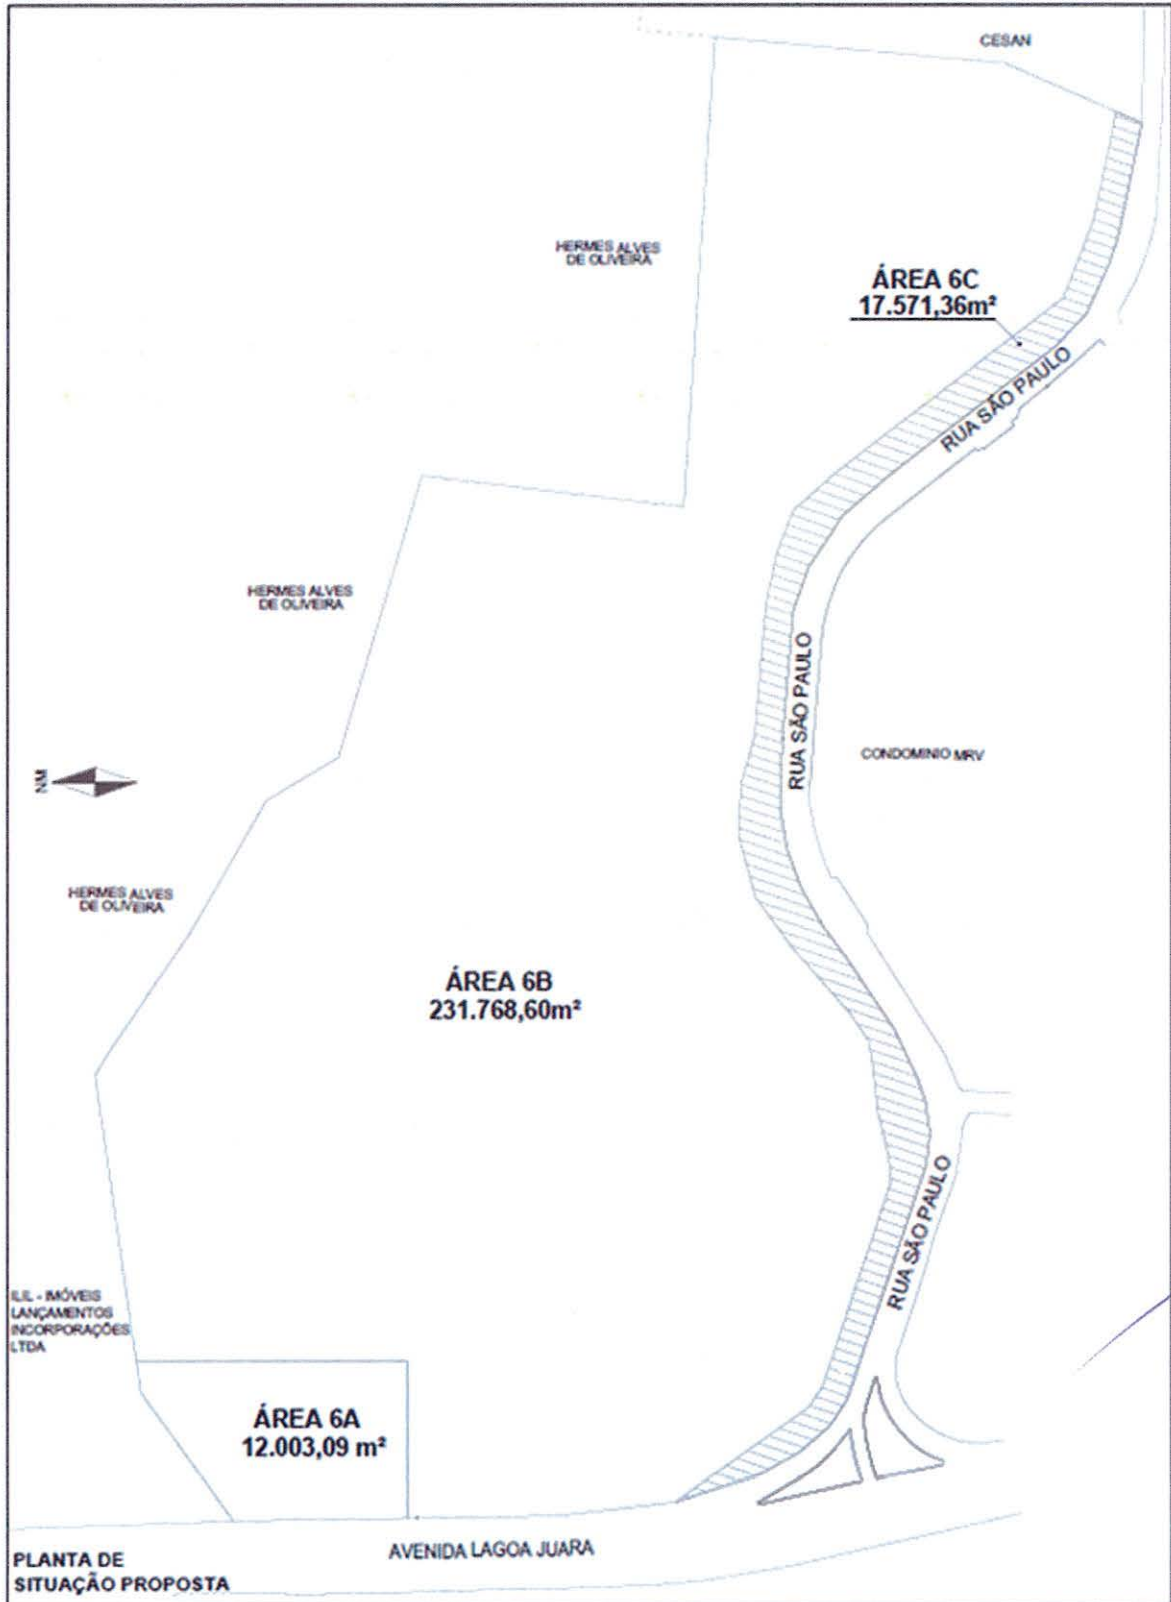 CESAN
HERMES ALVES
DE OLIVEIRA
ÁREA 6C
17.571,36m²
RUA SÃO PAULO
HERMES ALVES
DE OLIVEIRA
RUA SÃO PAULO
CONDOMINIO MRV
NM
HERMES ALVES
DE OLIVEIRA
ÁREA 6B
231.768,60m²
RUA SÃO PAULO
ILIL - IMÓVEIS
LANÇAMENTOS
INCORPORAÇÕES
LTDA
ÁREA 6A
12.003,09 m²
AVENIDA LAGOA JUARA
PLANTA DE
SITUAÇÃO PROPOSTA